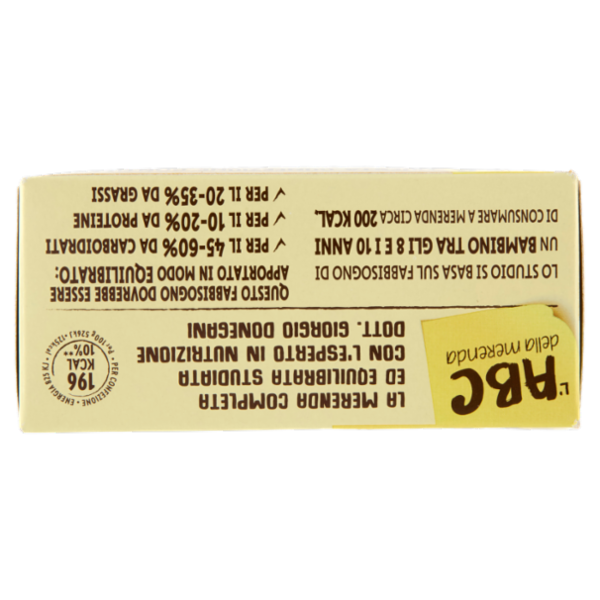 L'ABC
della merenda
LA MERENDA COMPLETA
ED EQUILIBRATA STUDIATA
CON L'ESPERTO IN NUTRIZIONE
DOTT. GIORGIO DONEGANI
196
KCAL
10%**
PER CONFEZIONE • ENERGIA 825 KJ •
LO STUDIO SI BASA SUL FABBISOGNO DI
UN BAMBINO TRA GLI 8 E I 10 ANNI
DI CONSUMARE A MERENDA CIRCA 200 KCAL.
QUESTO FABBISOGNO DOVREBBE ESSERE
APPORTATO IN MODO EQUILIBRATO:
✓ PER IL 45-60% DA CARBOIDRATI
✓ PER IL 10-20% DA PROTEINE
✓ PER IL 20-35% DA GRASSI